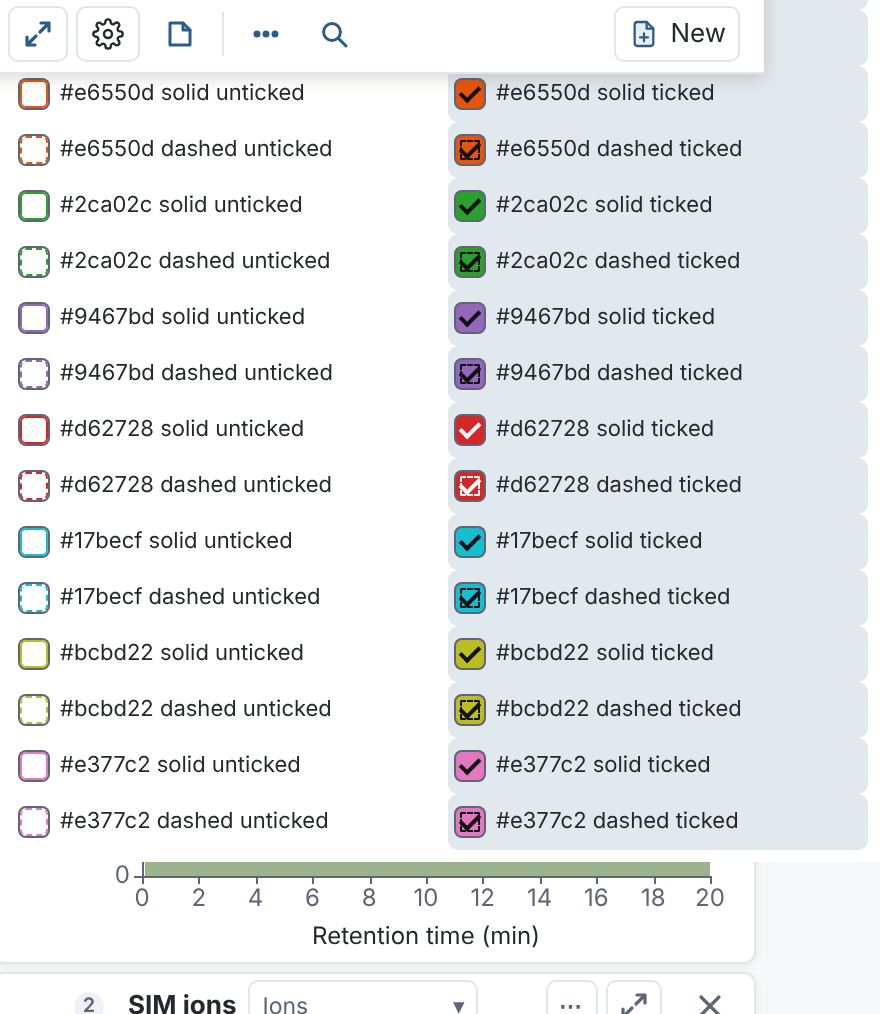 New
#e6550d solid unticked
#e6550d solid ticked
#e6550d dashed unticked
#e6550d dashed ticked
#2ca02c solid unticked
#2ca02c solid ticked
#2ca02c dashed unticked
#2ca02c dashed ticked
#9467bd solid unticked
#9467bd solid ticked
#9467bd dashed unticked
#9467bd dashed ticked
#d62728 solid unticked
#d62728 solid ticked
#d62728 dashed unticked
#d62728 dashed ticked
#17becf solid unticked
#17becf solid ticked
#17becf dashed unticked
#17becf dashed ticked
#bcbd22 solid unticked
#bcbd22 solid ticked
#bcbd22 dashed unticked
#bcbd22 dashed ticked
#e377c2 solid unticked
#e377c2 solid ticked
#e377c2 dashed unticked
#e377c2 dashed ticked
0
0 2 4 6 8 10 12 14 16 18 20
Retention time (min)
2 SIM ions Ions